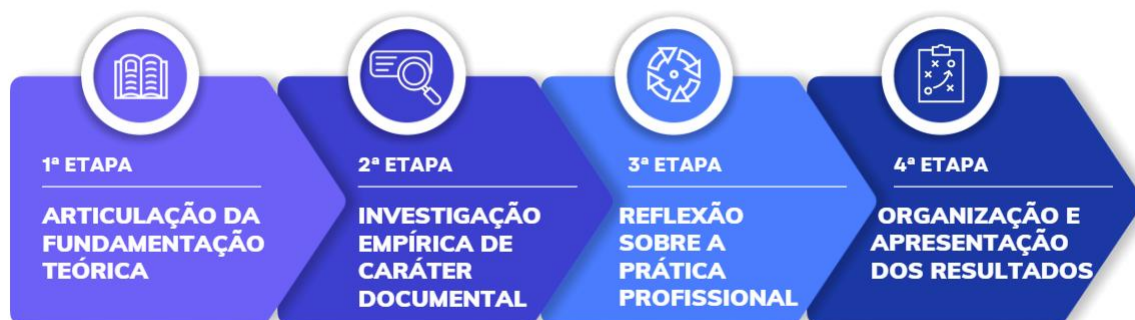 1ª ETAPA
ARTICULAÇÃO DA
FUNDAMENTAÇÃO
TEÓRICA
2ª ETAPA
INVESTIGAÇÃO
EMPÍRICA DE
CARÁTER
DOCUMENTAL
3ª ETAPA
REFLEXÃO
SOBRE A
PRÁTICA
PROFISSIONAL
4ª ETAPA
ORGANIZAÇÃO E
APRESENTAÇÃO
DOS RESULTADOS